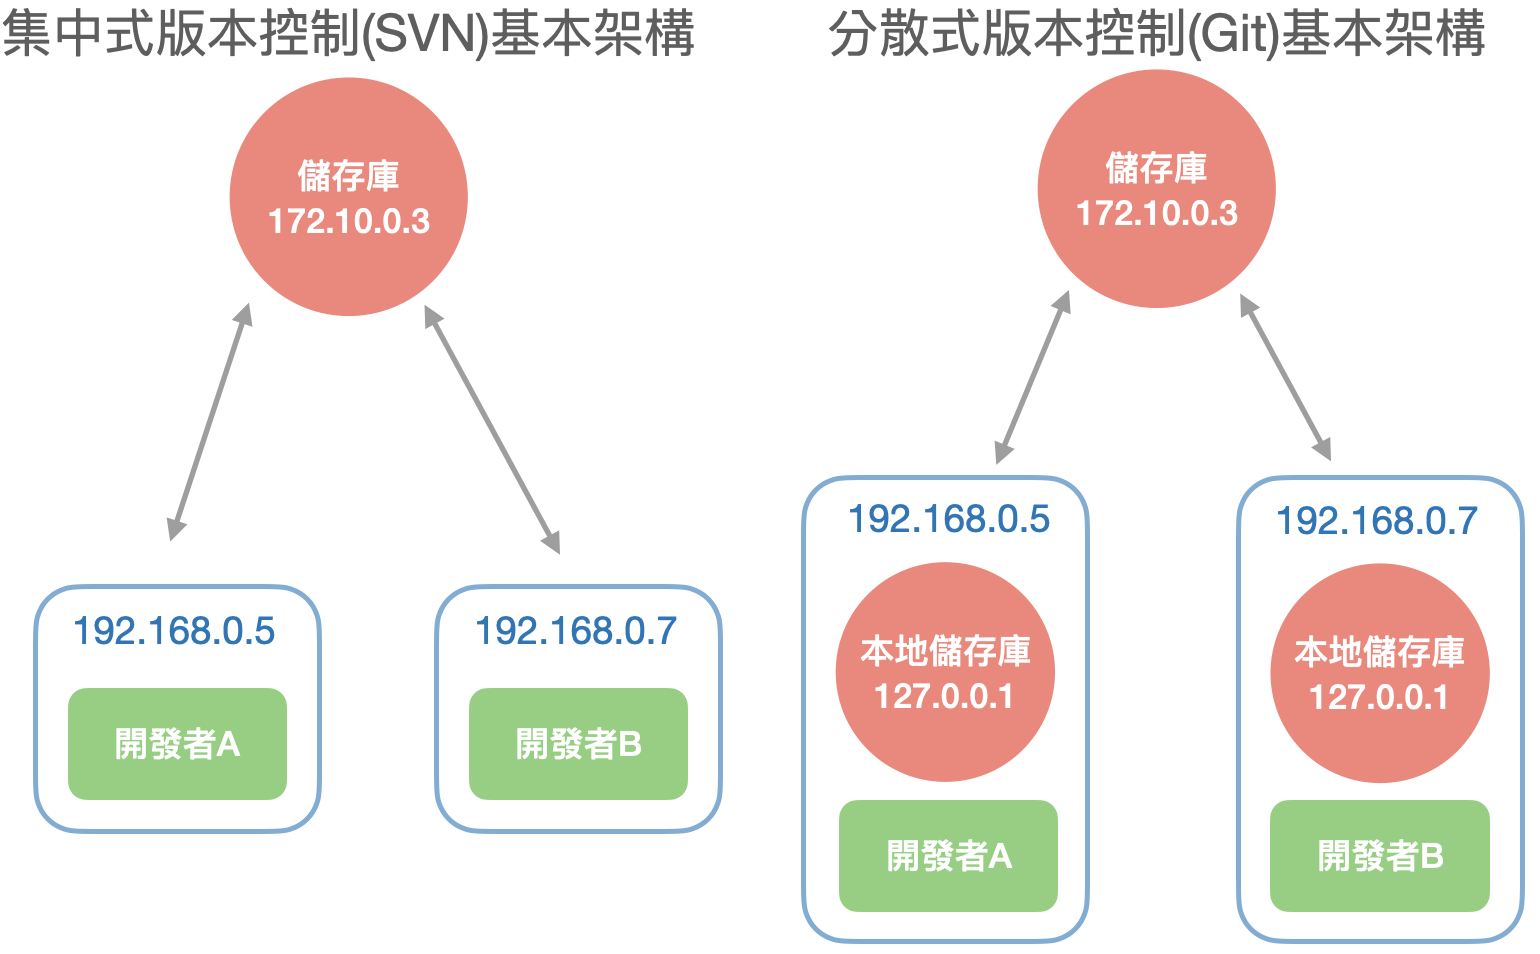 集中式版本控制(SVN)基本架構
儲存庫
172.10.0.3
192.168.0.5
開發者A
192.168.0.7
開發者B
分散式版本控制(Git)基本架構
儲存庫
172.10.0.3
192.168.0.5
本地儲存庫
127.0.0.1
開發者A
192.168.0.7
本地儲存庫
127.0.0.1
開發者B